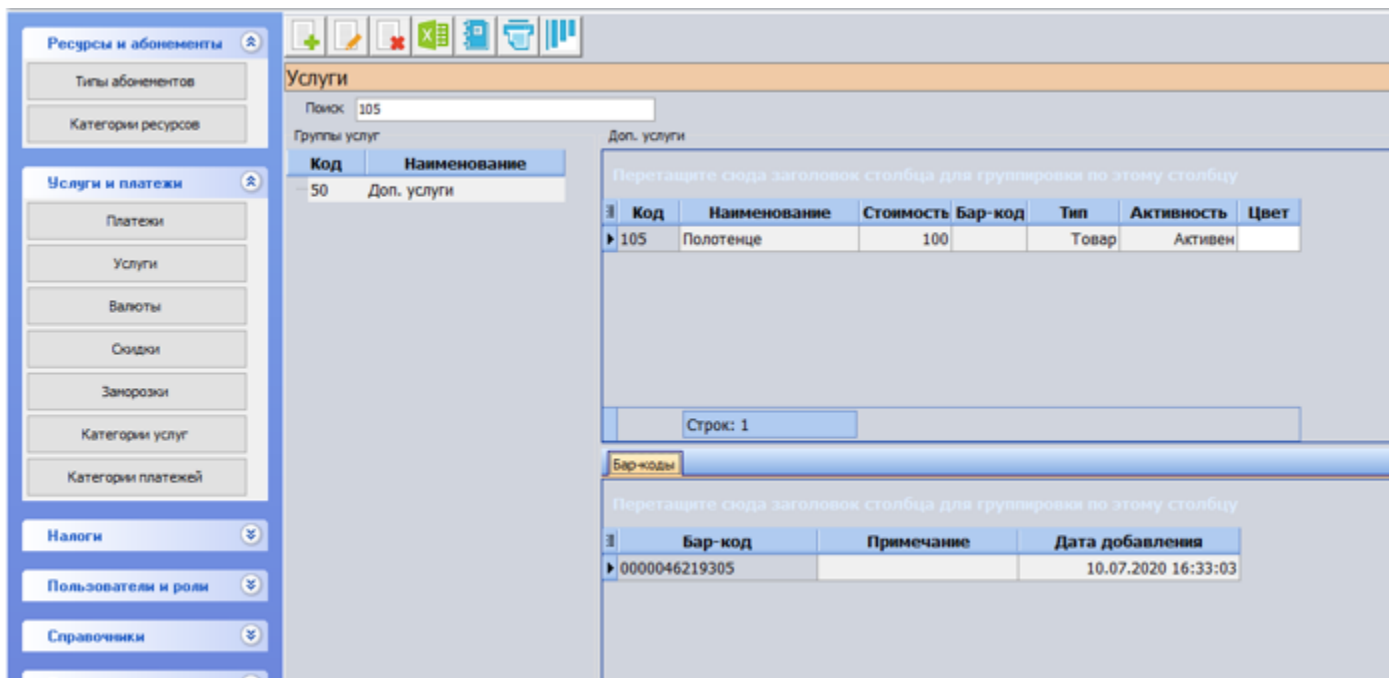 Ресурсы и абонементы
Типы абонементов
Категории ресурсов
Услуги и платежи
Платежи
Услуги
Валюты
Скидки
Заморозки
Категории услуг
Категории платежей
Налоги
Пользователи и роли
Справочники
Услуги
Поиск 105
Группы услуг
Код Наименование
50 Доп. услуги
Доп. услуги
Перетащите сюда заголовок столбца для группировки по этому столбцу
Код Наименование Стоимость Бар-код Тип Активность Цвет
105 Полотенце 100 Товар Активен
Строк: 1
Бар-коды
Перетащите сюда заголовок столбца для группировки по этому столбцу
Бар-код Примечание Дата добавления
0000046219305 10.07.2020 16:33:03